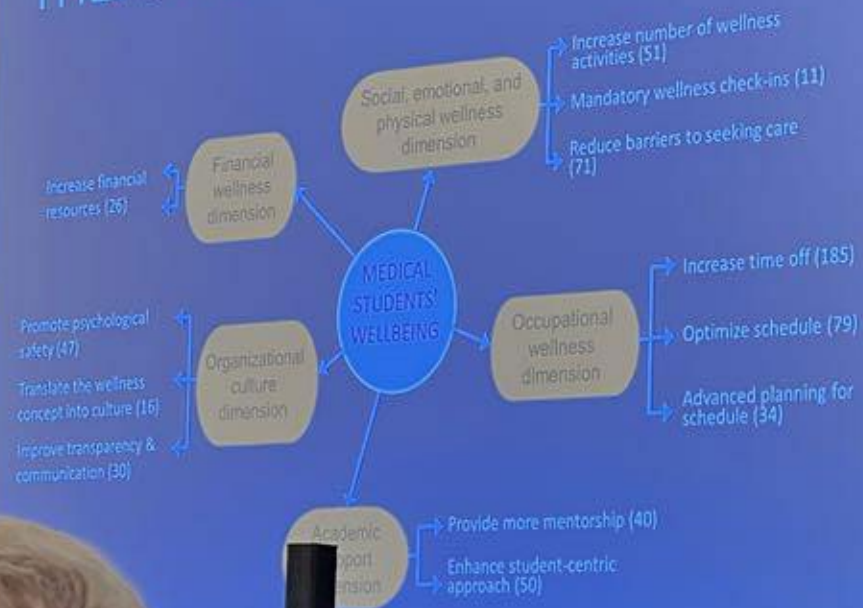 Social, emotional, and
physical wellness
dimension
Increase number of wellness
activities (51)
Mandatory wellness check-ins (11)
Reduce barriers to seeking care
(71)
Financial
wellness
dimension
Increase financial
resources (26)
MEDICAL
STUDENTS'
WELLBEING
Occupational
wellness
dimension
Increase time off (185)
Optimize schedule (79)
Advanced planning for
schedule (34)
Organizational
culture
dimension
Promote psychological
safety (47)
Translate the wellness
concept into culture (16)
Improve transparency &
communication (30)
Academic
Provide more mentorship (40)
Enhance student-centric
approach (50)